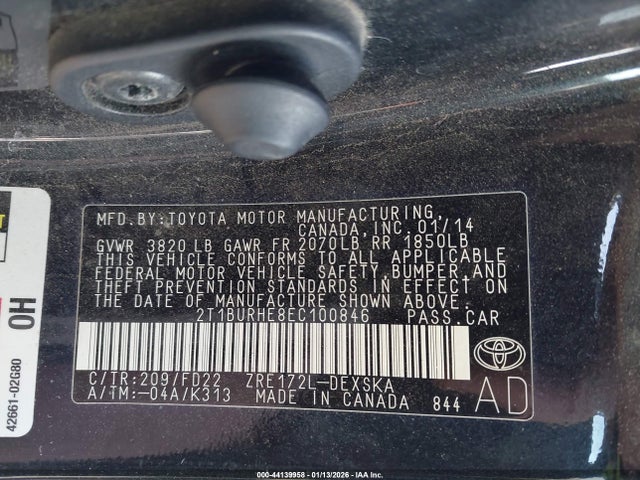 MFD.BY:TOYOTA MOTOR MANUFACTURING,
CANADA,INC.01/14
GVWR 3820 LB GAWR FR 2070LB RR 1850LB
THIS VEHICLE CONFORMS TO ALL APPLICABLE
FEDERAL MOTOR VEHICLE SAFETY,BUMPER,AND
THEFT PREVENTION STANDARDS IN EFFECT ON
THE DATE OF MANUFACTURE SHOWN ABOVE.
2T1BURHE8EC100846 PASS.CAR
C/TR:209/FD22 ZRE172L-DEXSKA
A/TM:-04A/K313 MADE IN CANADA 844
AD
HO
42661-02G80
000-44139958 - 01/13/2026 - IAA Inc.